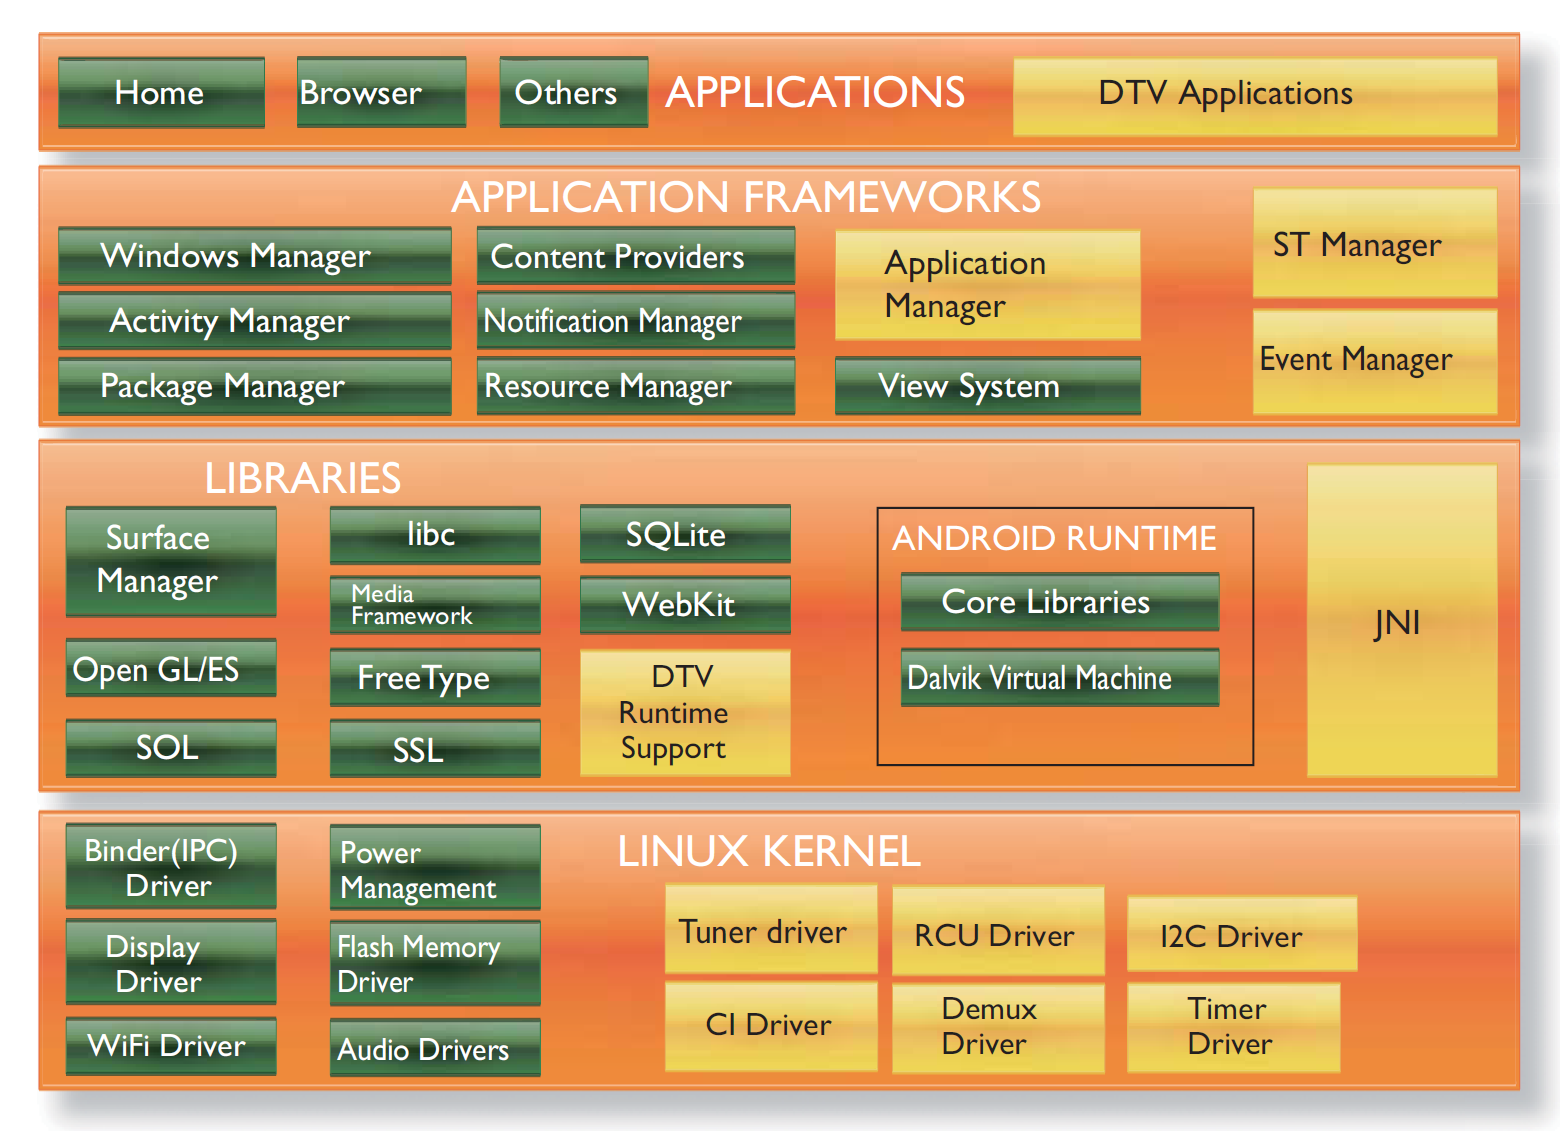 Home
Browser
Others
APPLICATIONS
DTV Applications
APPLICATION FRAMEWORKS
Windows Manager
Activity Manager
Package Manager
Content Providers
Notification Manager
Resource Manager
Application
Manager
View System
ST Manager
Event Manager
LIBRARIES
Surface
Manager
Open GL/ES
SOL
libc
Media
Framework
FreeType
SSL
SQLite
WebKit
DTV
Runtime
Support
ANDROID RUNTIME
Core Libraries
Dalvik Virtual Machine
JNI
LINUX KERNEL
Binder(IPC)
Driver
Display
Driver
WiFi Driver
Power
Management
Flash Memory
Driver
Audio Drivers
Tuner driver
RCU Driver
I2C Driver
CI Driver
Demux
Driver
Timer
Driver